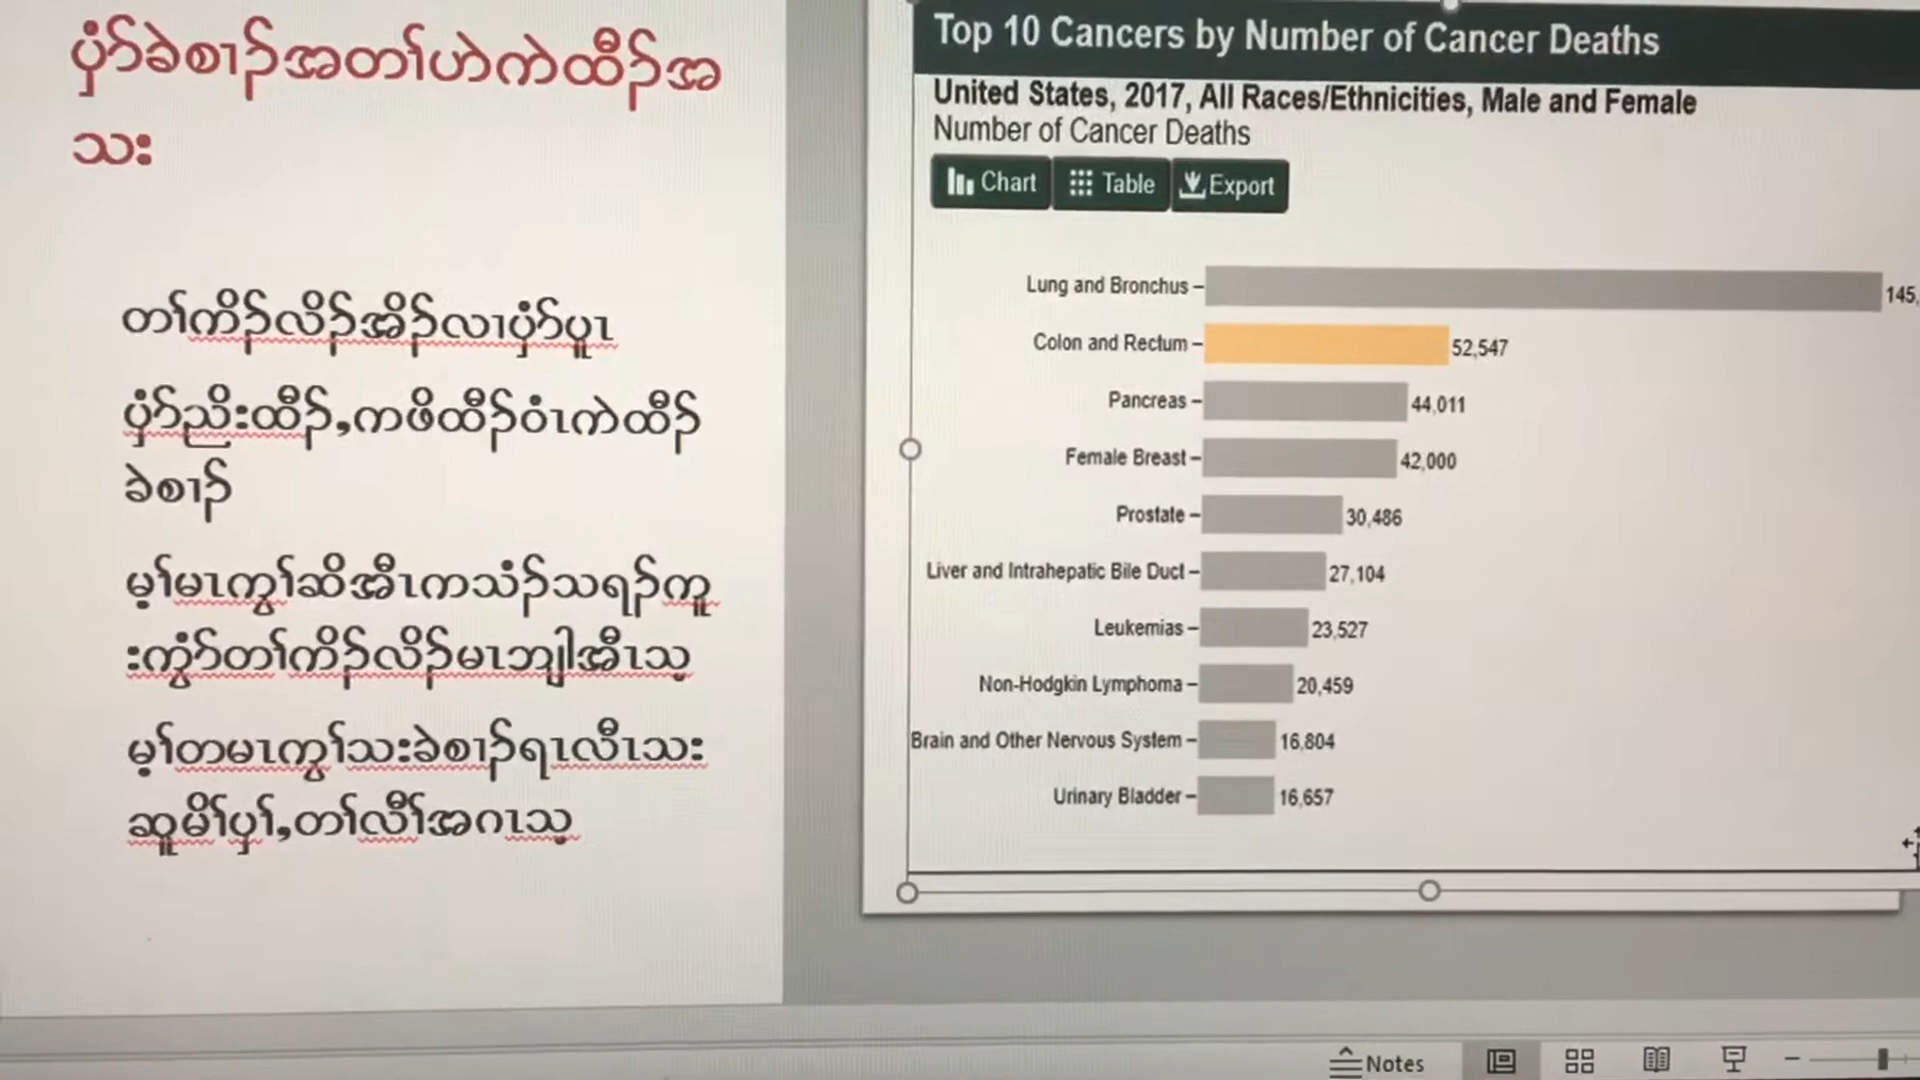 ပှံာ်ခဲစၢၣ်အတၢ်ဟဲကဲထီၣ်အ
သး
တၢ်ကိၣ်လိၣ်အိၣ်လၢပှံာ်ပူၤ
ပှံာ်ညိးထီၣ်,ကဖိထီၣ်ဝံၤကဲထီၣ်
ခဲစၢၣ်
မ့ၢ်မၤကွၢ်ဆိအီၤကသံၣ်သရၣ်ကူ
းကွံာ်တၢ်ကိၣ်လိၣ်မၤဘျါအီၤသ့
မ့ၢ်တမၤကွၢ်သးခဲစၢၣ်ရၤလီၤသး
ဆူမိၢ်ပှၢ်,တၢ်လီၢ်အဂၤသ့
Top 10 Cancers by Number of Cancer Deaths
United States, 2017, All Races/Ethnicities, Male and Female
Number of Cancer Deaths
Chart Table Export
Lung and Bronchus 145,
Colon and Rectum 52,547
Pancreas 44,011
Female Breast 42,000
Prostate 30,486
Liver and Intrahepatic Bile Duct 27,104
Leukemias 23,527
Non-Hodgkin Lymphoma 20,459
Brain and Other Nervous System 16,804
Urinary Bladder 16,657
Notes